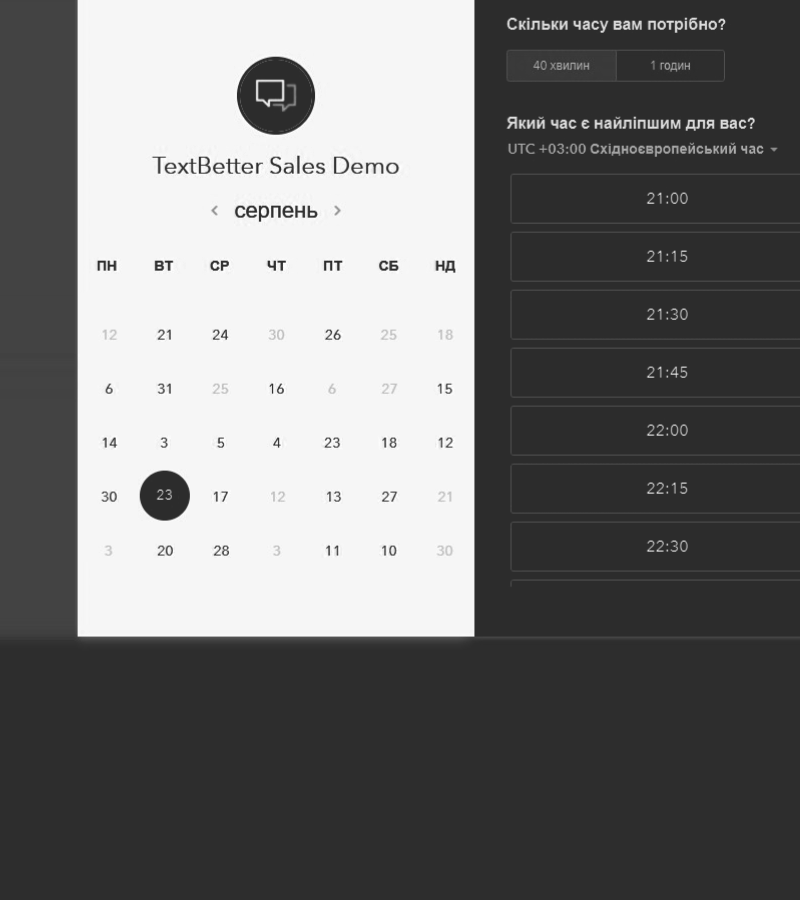 TextBetter Sales Demo
серпень
ПН ВТ СР ЧТ ПТ СБ НД
12 21 24 30 26 25 18
6 31 25 16 6 27 15
14 3 5 4 23 18 12
30 23 17 12 13 27 21
3 20 28 3 11 10 30
Скільки часу вам потрібно?
40 хвилин 1 годин
Який час є найліпшим для вас?
UTC +03:00 Східноєвропейський час
21:00
21:15
21:30
21:45
22:00
22:15
22:30